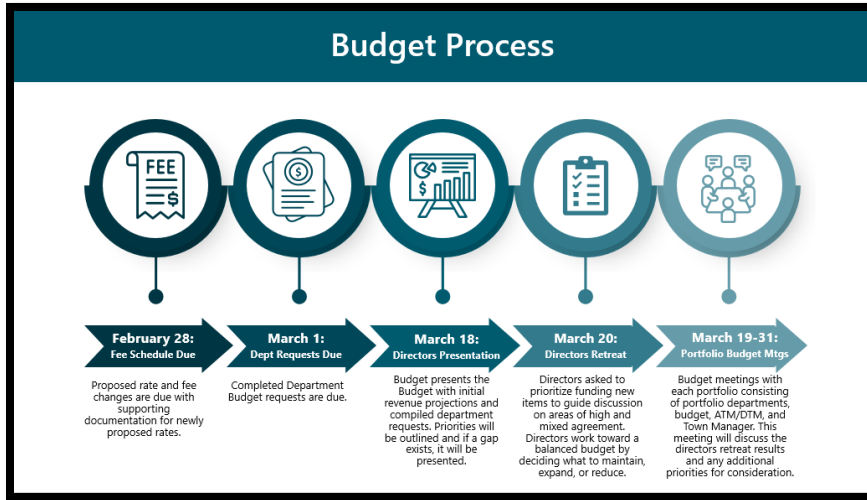 Budget Process
FEE
$
$
$
February 28:
Fee Schedule Due
Proposed rate and fee
changes are due with
supporting
documentation for newly
proposed rates.
March 1:
Dept Requests Due
Completed Department
Budget requests are due.
March 18:
Directors Presentation
Budget presents the
Budget with initial
revenue projections and
compiled department
requests. Priorities will
be outlined and if a gap
exists, it will be
presented.
March 20:
Directors Retreat
Directors asked to
prioritize funding new
items to guide discussion
on areas of high and
mixed agreement.
Directors work toward a
balanced budget by
deciding what to maintain,
expand, or reduce.
March 19-31:
Portfolio Budget Mtgs
Budget meetings with
each portfolio consisting
of portfolio departments,
budget, ATM/DTM, and
Town Manager. This
meeting will discuss the
directors retreat results
and any additional
priorities for consideration.